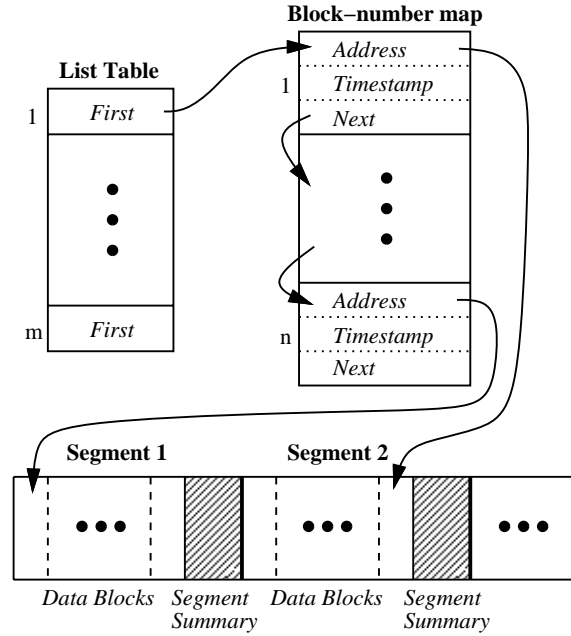 Block–number map
List Table
1
First
m
First
1
Address
Timestamp
Next
n
Address
Timestamp
Next
Segment 1
Segment 2
Data Blocks
Segment
Summary
Data Blocks
Segment
Summary